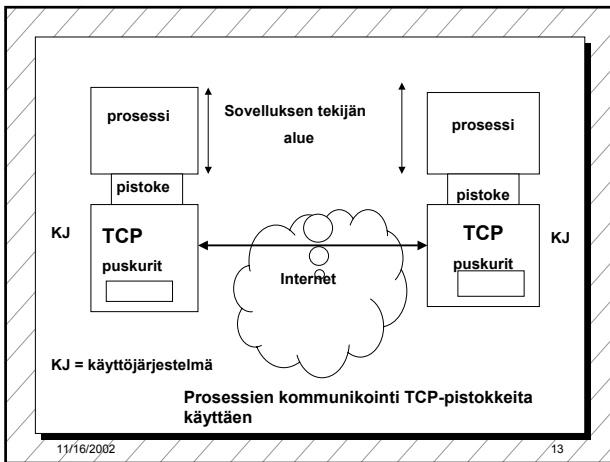 prosessi
Sovelluksen tekijän
alue
prosessi
pistoke
pistoke
KJ
TCP
puskurit
TCP
puskurit
KJ
Internet
KJ = käyttöjärjestelmä
Prosessien kommunikointi TCP-pistokkeita
käyttäen
11/16/2002
13